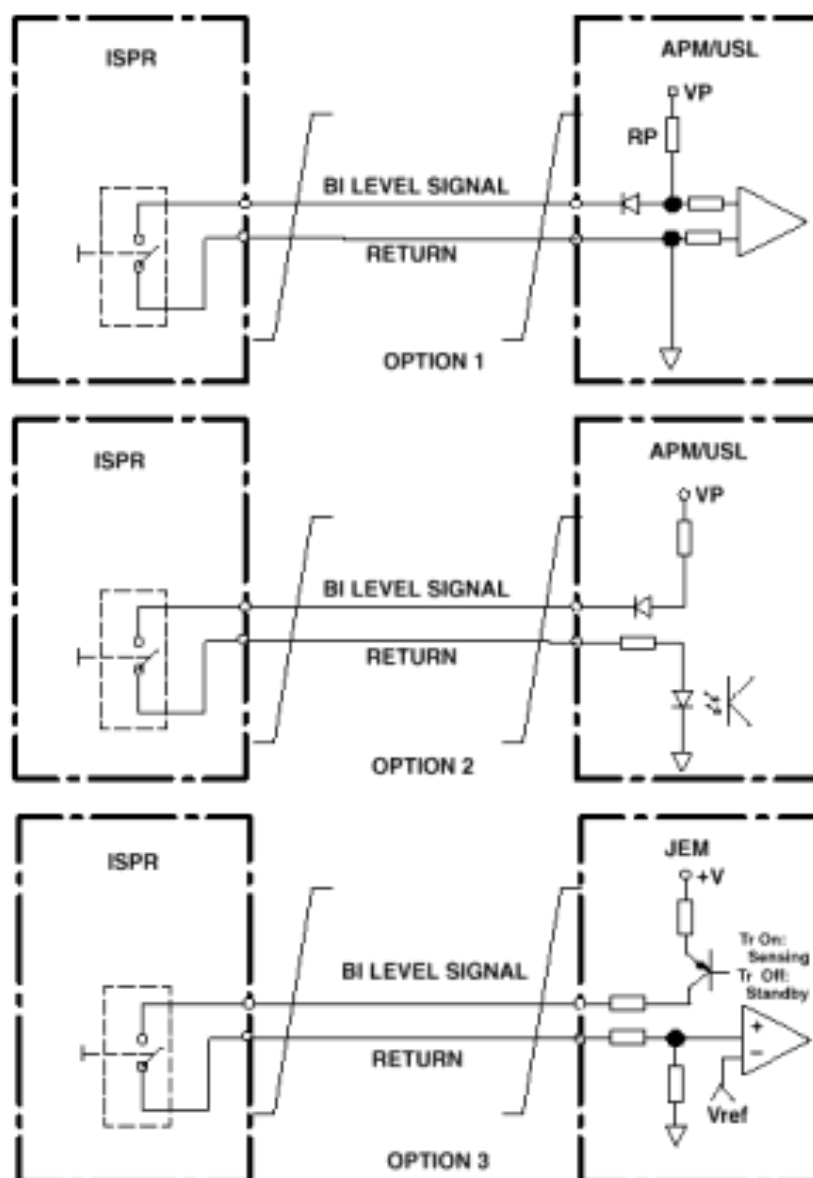 ISPR
APM/USL
VP
RP
BI LEVEL SIGNAL
RETURN
OPTION 1
ISPR
APM/USL
VP
BI LEVEL SIGNAL
RETURN
OPTION 2
ISPR
JEM
+V
Tr On:
Sensing
Tr Off:
Standby
BI LEVEL SIGNAL
+
−
RETURN
Vref
OPTION 3